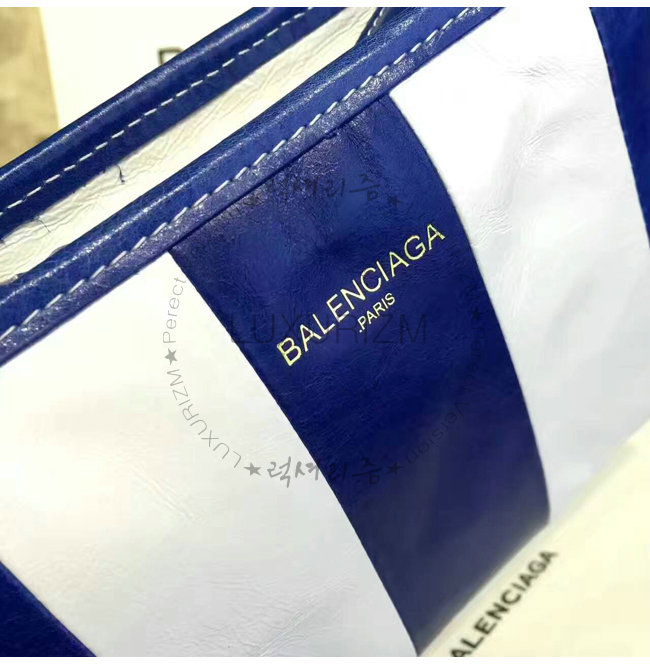 BALENCIAGA
.PARIS
LUXURIZM
LUXURIZM★Perect
★럭셔리즘★
BALENCIAGA